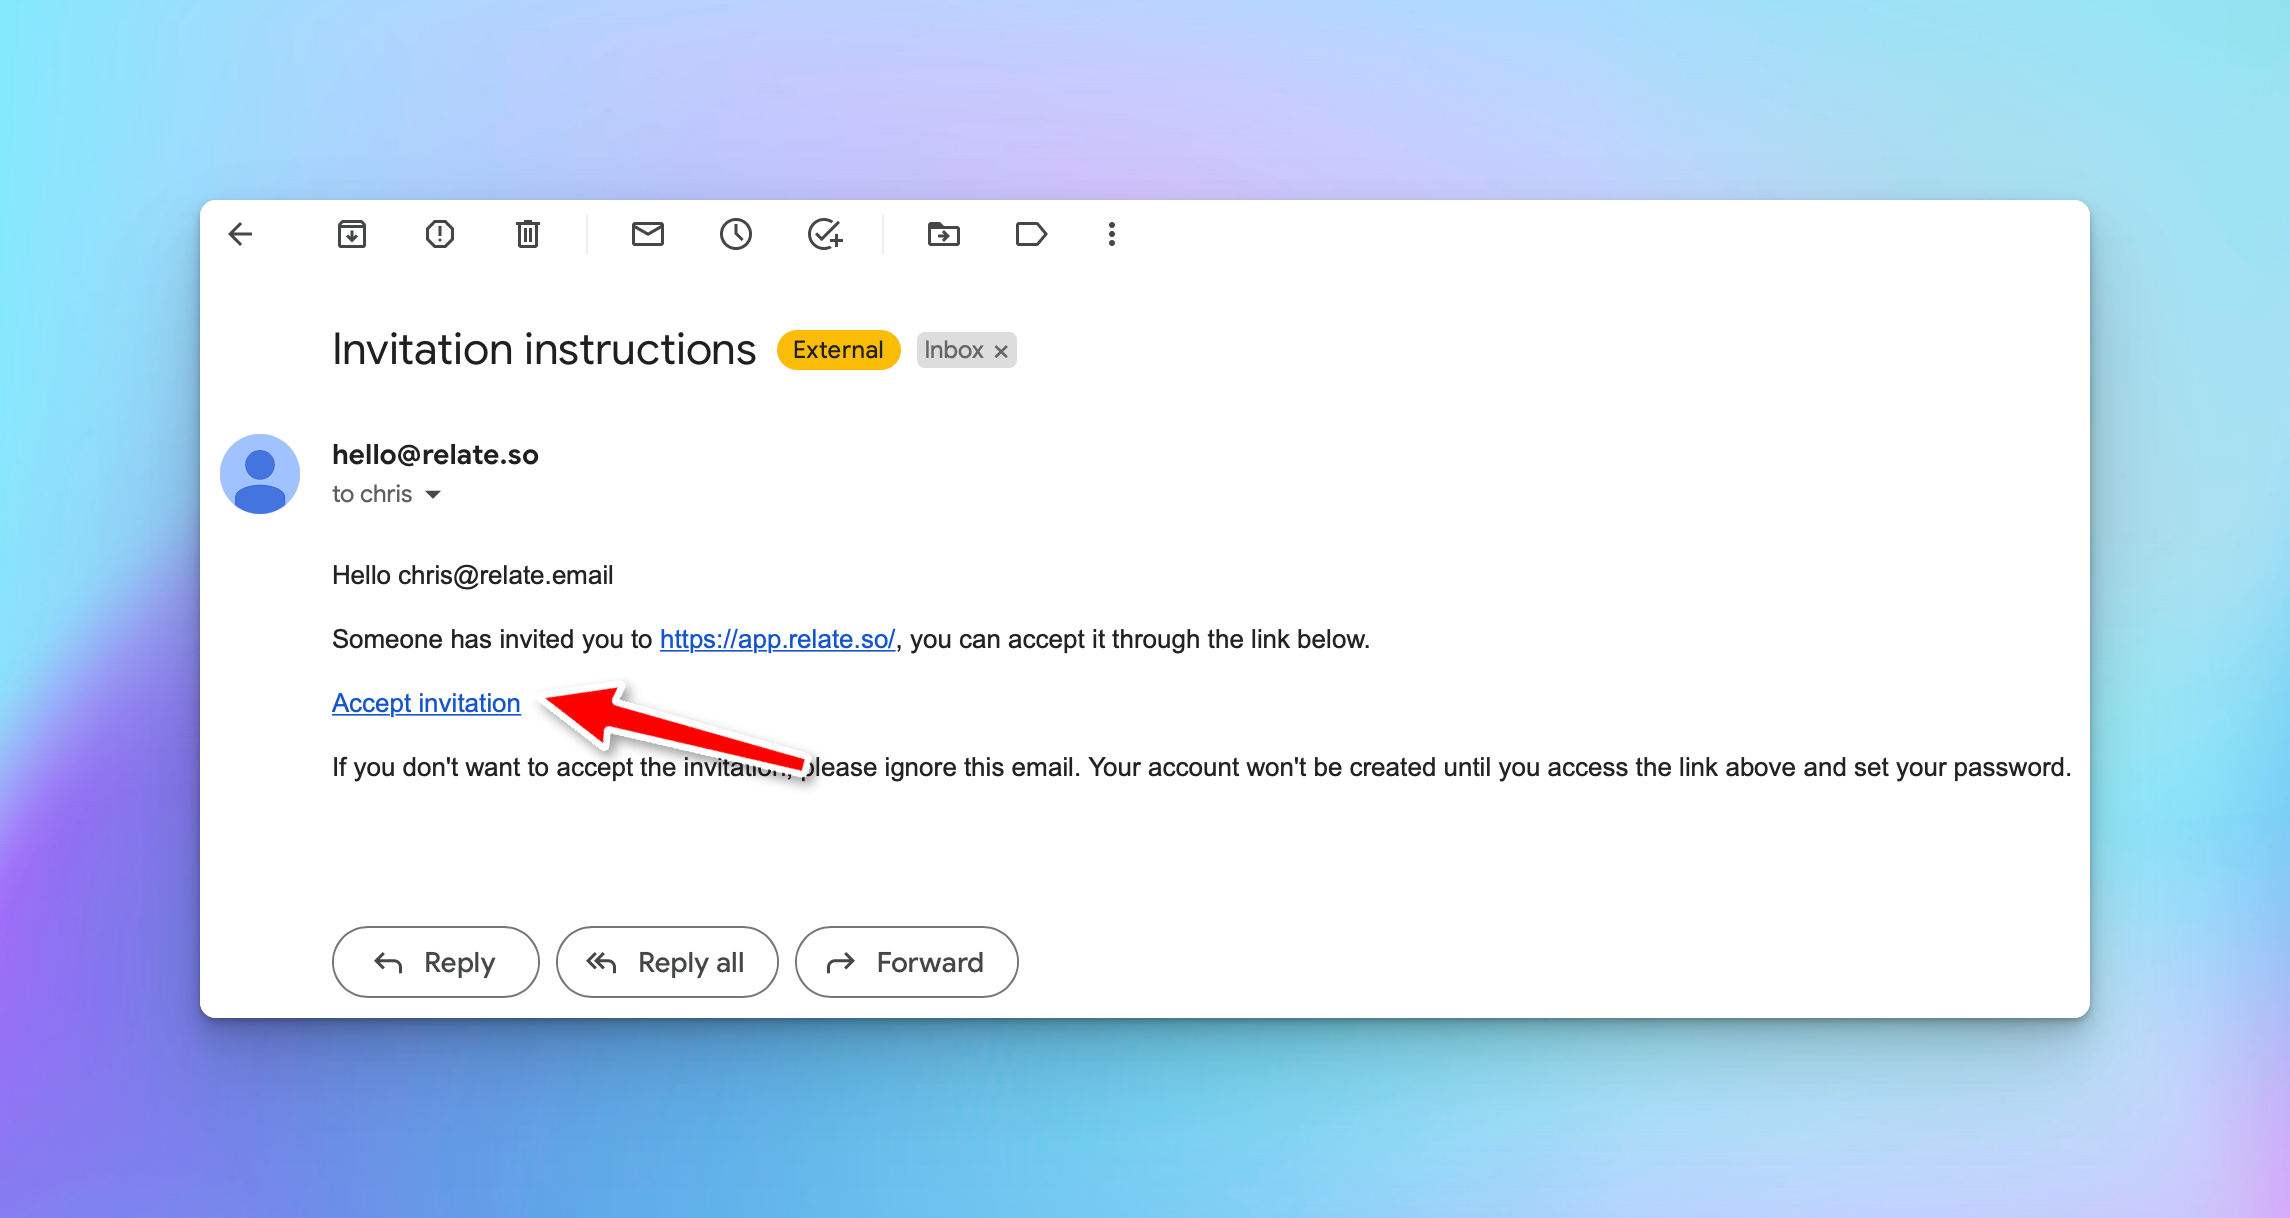 Invitation instructions External Inbox ×
hello@relate.so
to chris
Hello chris@relate.email
Someone has invited you to https://app.relate.so/, you can accept it through the link below.
Accept invitation
If you don't want to accept the invitation, please ignore this email. Your account won't be created until you access the link above and set your password.
Reply Reply all Forward